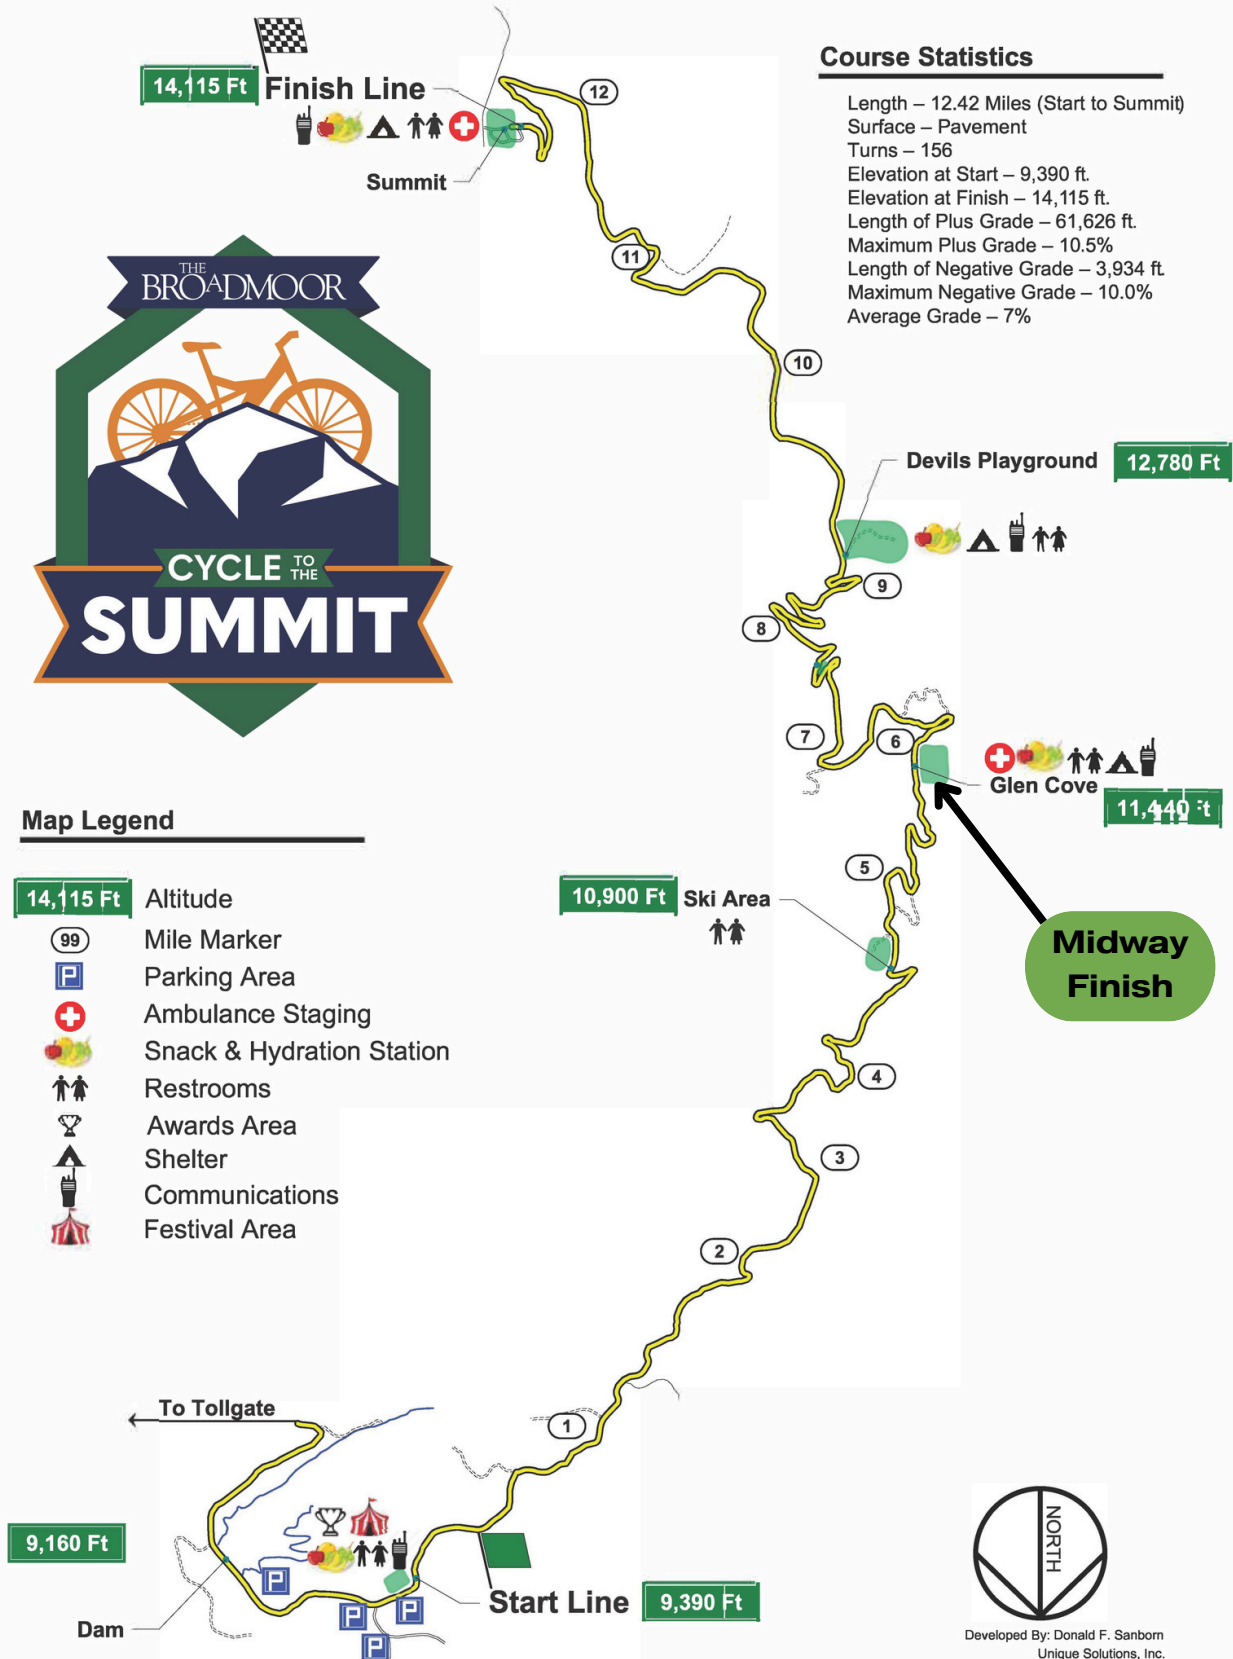 14,115 Ft
Finish Line
Summit
12
11
10
Course Statistics
Length – 12.42 Miles (Start to Summit)
Surface – Pavement
Turns – 156
Elevation at Start – 9,390 ft.
Elevation at Finish – 14,115 ft.
Length of Plus Grade – 61,626 ft.
Maximum Plus Grade – 10.5%
Length of Negative Grade – 3,934 ft.
Maximum Negative Grade – 10.0%
Average Grade – 7%
THE
BROADMOOR
CYCLE TO THE
SUMMIT
Devils Playground
12,780 Ft
9
8
7
6
Glen Cove
11,440 Ft
5
10,900 Ft
Ski Area
Midway
Finish
4
3
2
1
Map Legend
14,115 Ft Altitude
99 Mile Marker
P Parking Area
Ambulance Staging
Snack & Hydration Station
Restrooms
Awards Area
Shelter
Communications
Festival Area
To Tollgate
9,160 Ft
Dam
P
P
P
P
Start Line
9,390 Ft
NORTH
Developed By: Donald F. Sanborn
Unique Solutions, Inc.